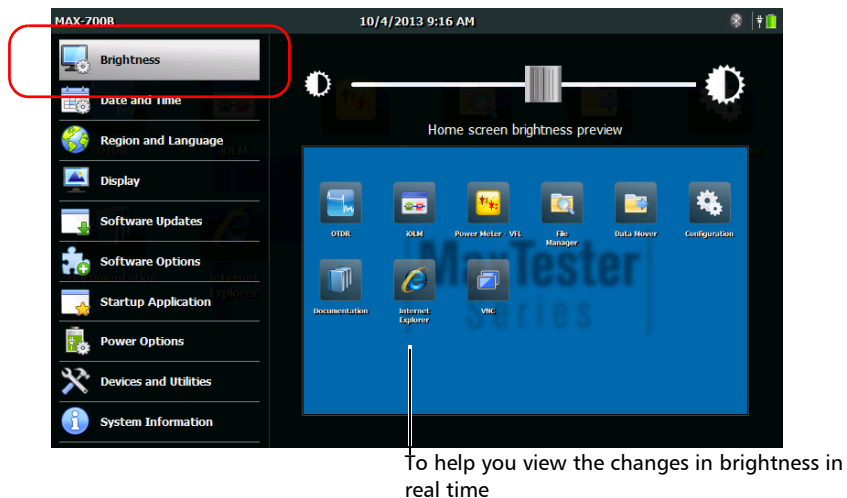 MAX-700B
10/4/2013 9:16 AM
Brightness
Date and Time
Region and Language
Display
Software Updates
Software Options
Startup Application
Power Options
Devices and Utilities
System Information
Home screen brightness preview
OTDR
iOLM
Power Meter - VFL
File
Manager
Data Mover
Configuration
MaxTester
Series
Documentation
Internet
Explorer
VNC
To help you view the changes in brightness in
real time